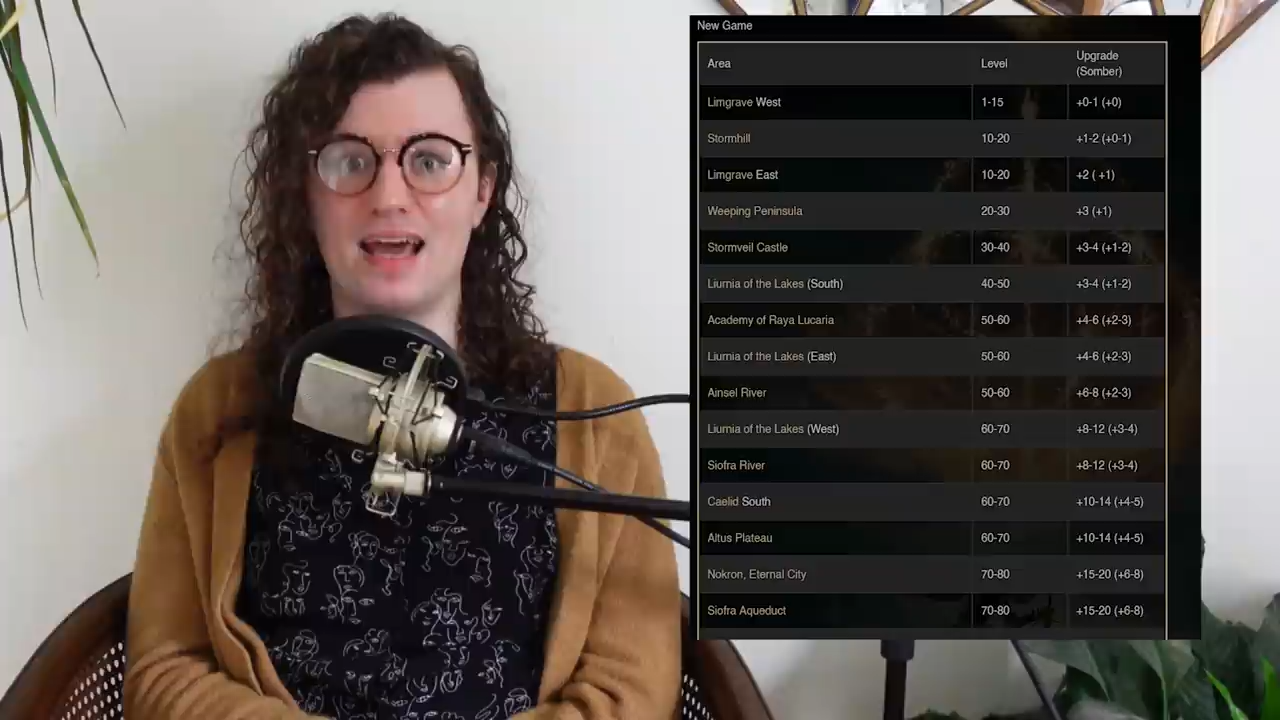 New Game
Area Level Upgrade (Somber)
Limgrave West 1-15 +0-1 (+0)
Stormhill 10-20 +1-2 (+0-1)
Limgrave East 10-20 +2 ( +1)
Weeping Peninsula 20-30 +3 (+1)
Stormveil Castle 30-40 +3-4 (+1-2)
Liurnia of the Lakes (South) 40-50 +3-4 (+1-2)
Academy of Raya Lucaria 50-60 +4-6 (+2-3)
Liurnia of the Lakes (East) 50-60 +4-6 (+2-3)
Ainsel River 50-60 +6-8 (+2-3)
Liurnia of the Lakes (West) 60-70 +8-12 (+3-4)
Siofra River 60-70 +8-12 (+3-4)
Caelid South 60-70 +10-14 (+4-5)
Altus Plateau 60-70 +10-14 (+4-5)
Nokron, Eternal City 70-80 +15-20 (+6-8)
Siofra Aqueduct 70-80 +15-20 (+6-8)